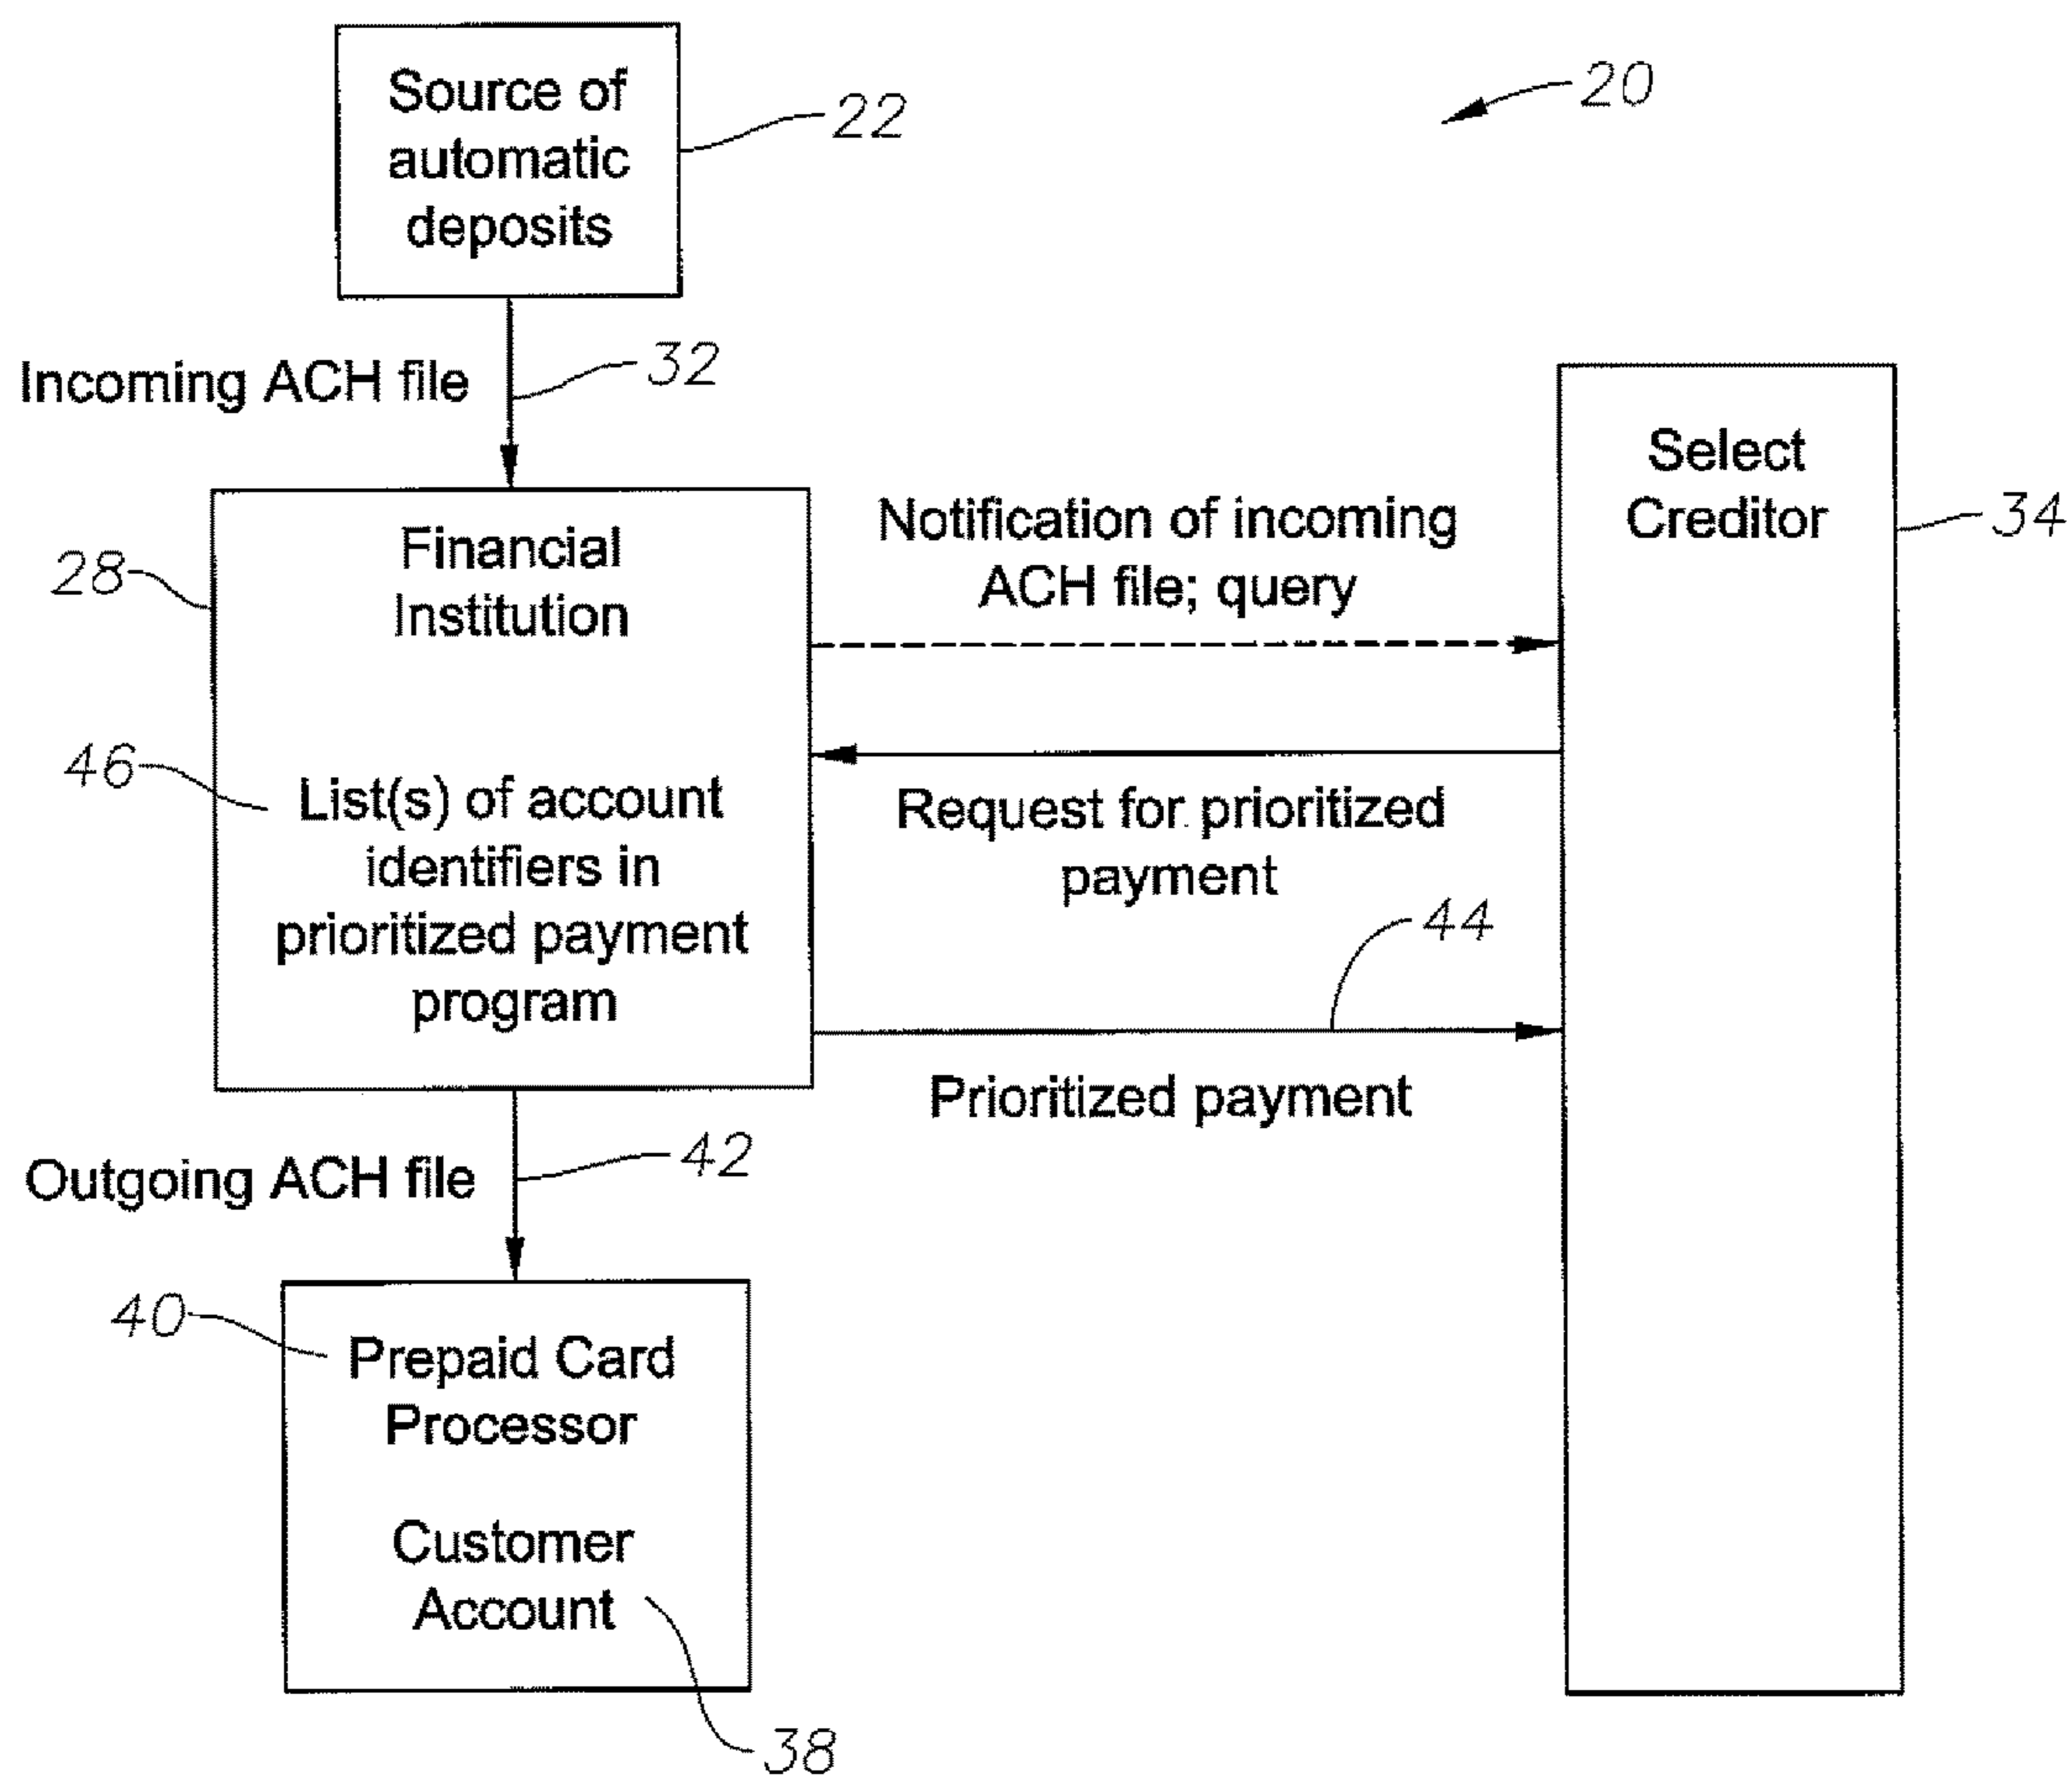 Source of
automatic
deposits
22
20
Incoming ACH file
32
Financial
Institution
28
Notification of incoming
ACH file; query
Select
Creditor
34
46
List(s) of account
identifiers in
prioritized payment
program
Request for prioritized
payment
44
Prioritized payment
Outgoing ACH file
42
40
Prepaid Card
Processor
Customer
Account
38